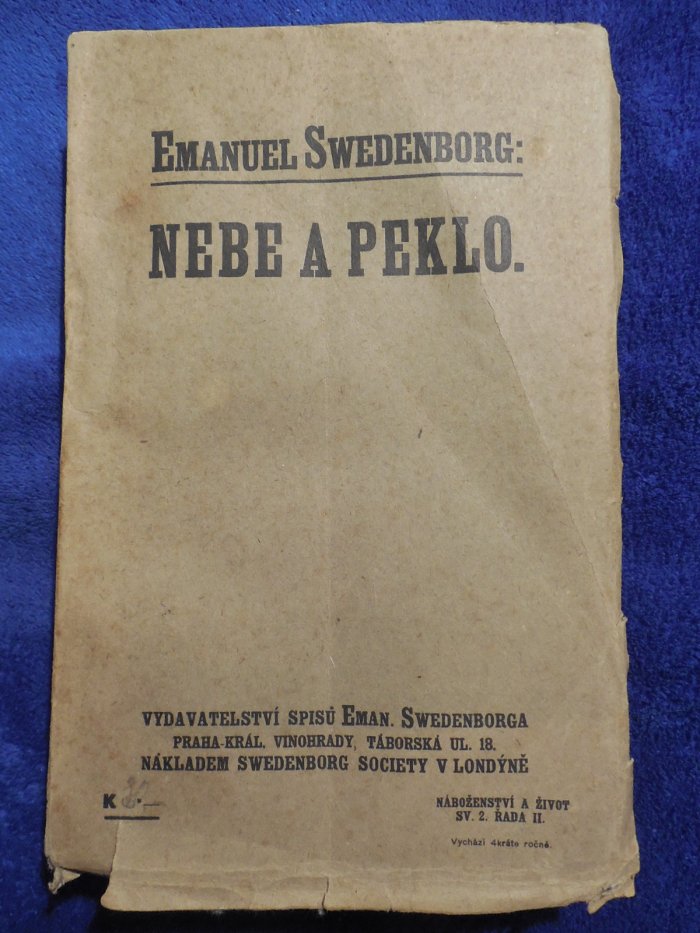 EMANUEL SWEDENBORG:
NEBE A PEKLO.
VYDAVATELSTVÍ SPISŮ EMAN. SWEDENBORGA
PRAHA-KRÁL. VINOHRADY, TÁBORSKÁ UL. 18.
NÁKLADEM SWEDENBORG SOCIETY V LONDÝNĚ
K
NÁBOŽENSTVÍ A ŽIVOT
SV. 2. ŘADA II.
Vychází 4kráte ročně.